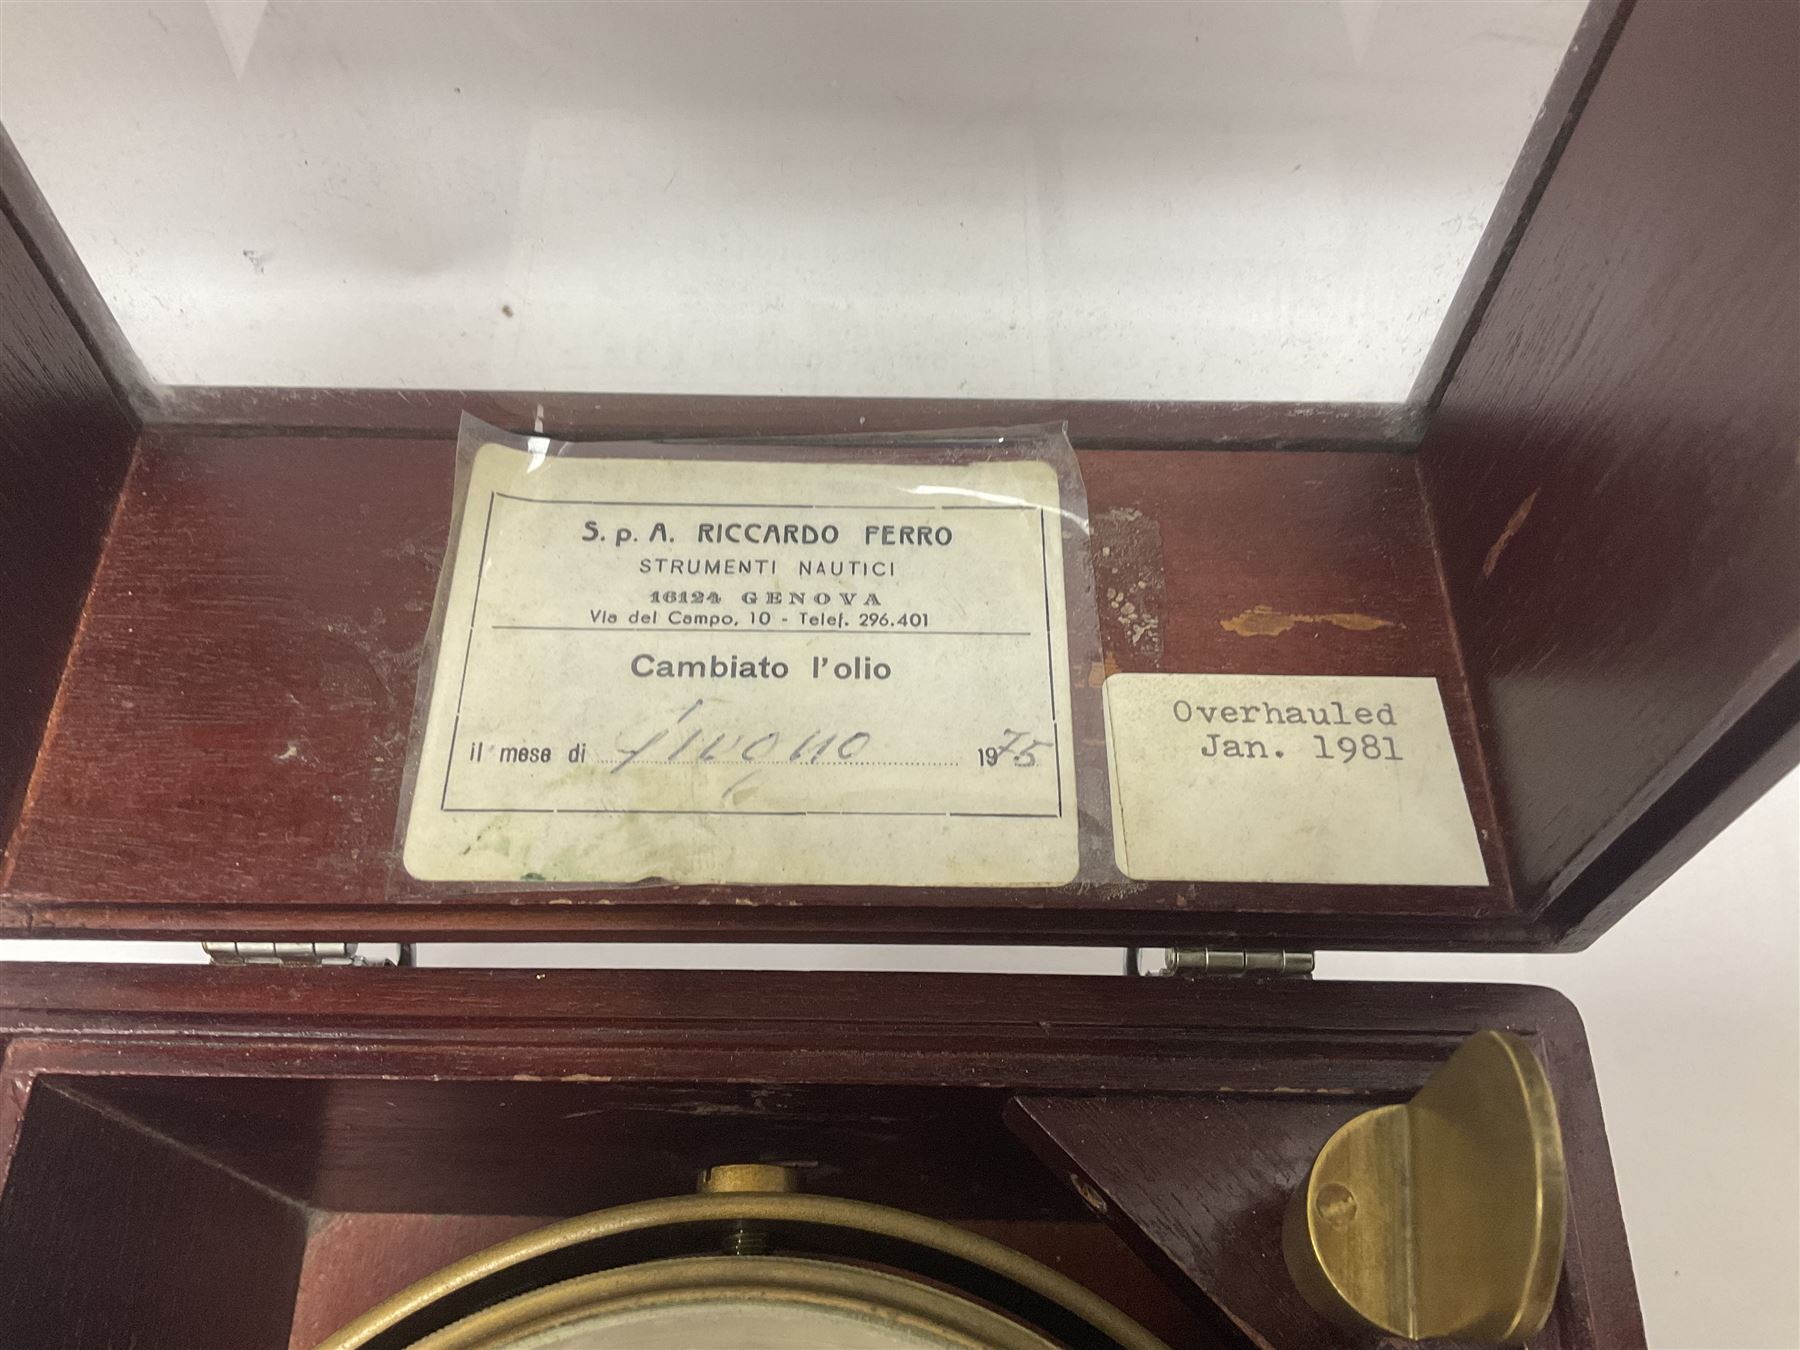 S.p.A. RICCARDO FERRO
STRUMENTI NAUTICI
16124 GENOVA
Via del Campo, 10 - Telef. 296.401
Cambiato l'olio
il mese di giugno 1975
Overhauled
Jan. 1981